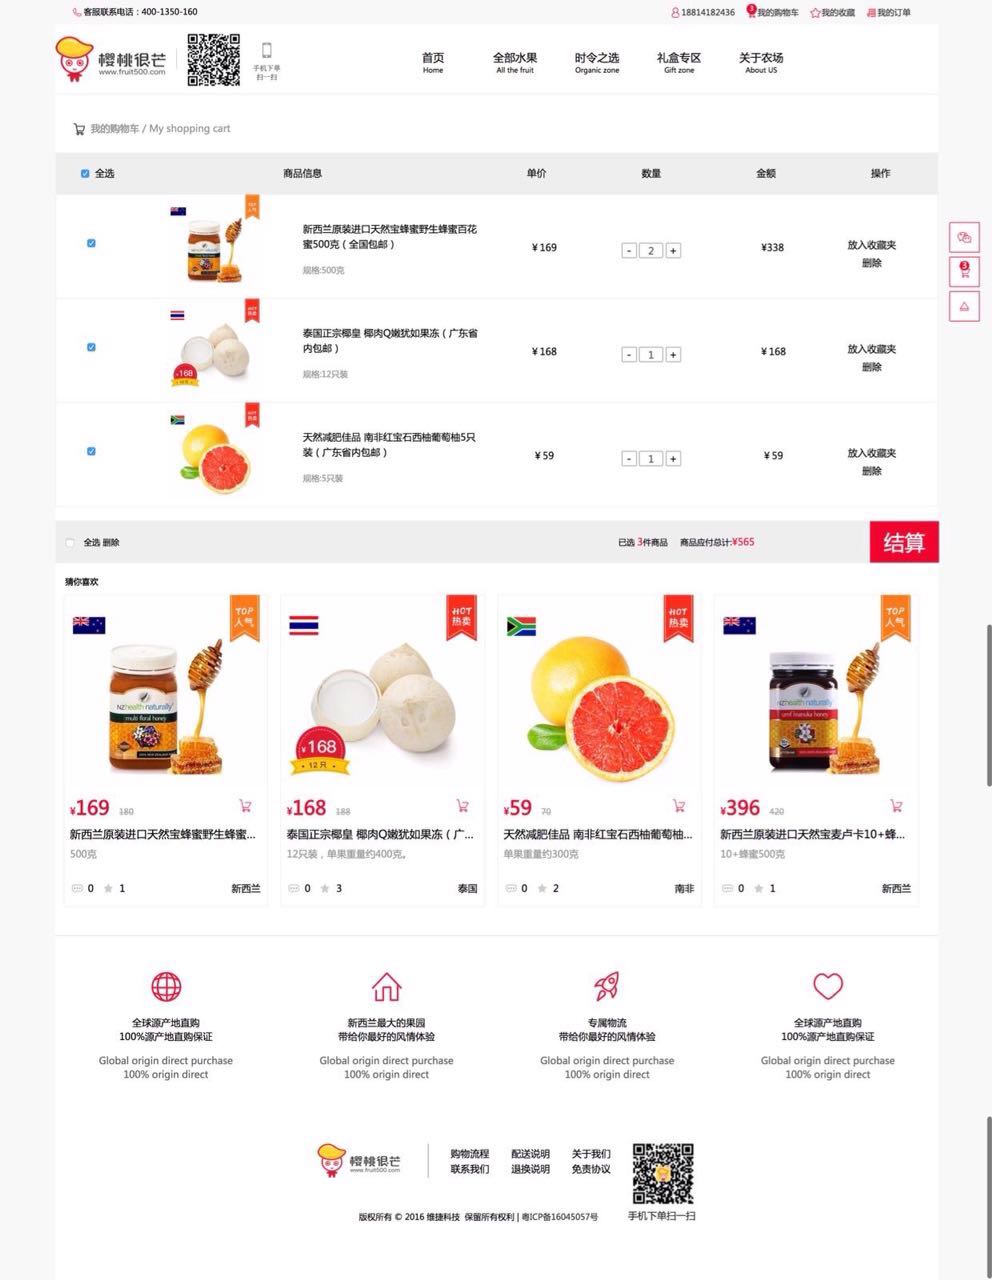 客服联系电话：400-1350-160
18814182436 3 我的购物车 我的收藏 我的订单
樱桃很芒
www.fruit500.com
手机下单
扫一扫
首页 全部水果 时令之选 礼盒专区 关于农场
Home All the fruit Organic zone Gift zone About US
我的购物车 / My shopping cart
全选 商品信息 单价 数量 金额 操作
TOP
人气
新西兰原装进口天然宝蜂蜜野生蜂蜜百花
蜜500克（全国包邮）
规格:500克
¥169 - 2 + ¥338
放入收藏夹
删除
HOT
热卖
¥168
泰国正宗椰皇 椰肉Q嫩犹如果冻（广东省
内包邮）
规格:12只装
¥168 - 1 + ¥168
放入收藏夹
删除
HOT
热卖
天然减肥佳品 南非红宝石西柚葡萄柚5只
装（广东省内包邮）
规格:5只装
¥59 - 1 + ¥59
放入收藏夹
删除
3
全选 删除 已选 3件商品 商品应付总计:¥565 结算
猜你喜欢
TOP
人气
nzhealth naturally
multi floral honey
¥169 180
新西兰原装进口天然宝蜂蜜野生蜂蜜...
500克
0 1 新西兰
HOT
热卖
¥168
12只
¥168 188
泰国正宗椰皇 椰肉Q嫩犹如果冻（广...
12只装，单果重量约400克。
0 3 泰国
HOT
热卖
¥59 70
天然减肥佳品 南非红宝石西柚葡萄柚...
单果重量约300克
0 2 南非
TOP
人气
nzhealth naturally
umf manuka honey
¥396 420
新西兰原装进口天然宝麦卢卡10+蜂...
10+蜂蜜500克
0 1 新西兰
全球源产地直购
100%源产地直购保证
Global origin direct purchase
100% origin direct
新西兰最大的果园
带给你最好的风情体验
Global origin direct purchase
100% origin direct
专属物流
带给你最好的风情体验
Global origin direct purchase
100% origin direct
全球源产地直购
100%源产地直购保证
Global origin direct purchase
100% origin direct
樱桃很芒
www.fruit500.com
购物流程 配送说明 关于我们
联系我们 退换说明 免责协议
版权所有 © 2016 维捷科技 保留所有权利 | 粤ICP备16045057号
手机下单扫一扫